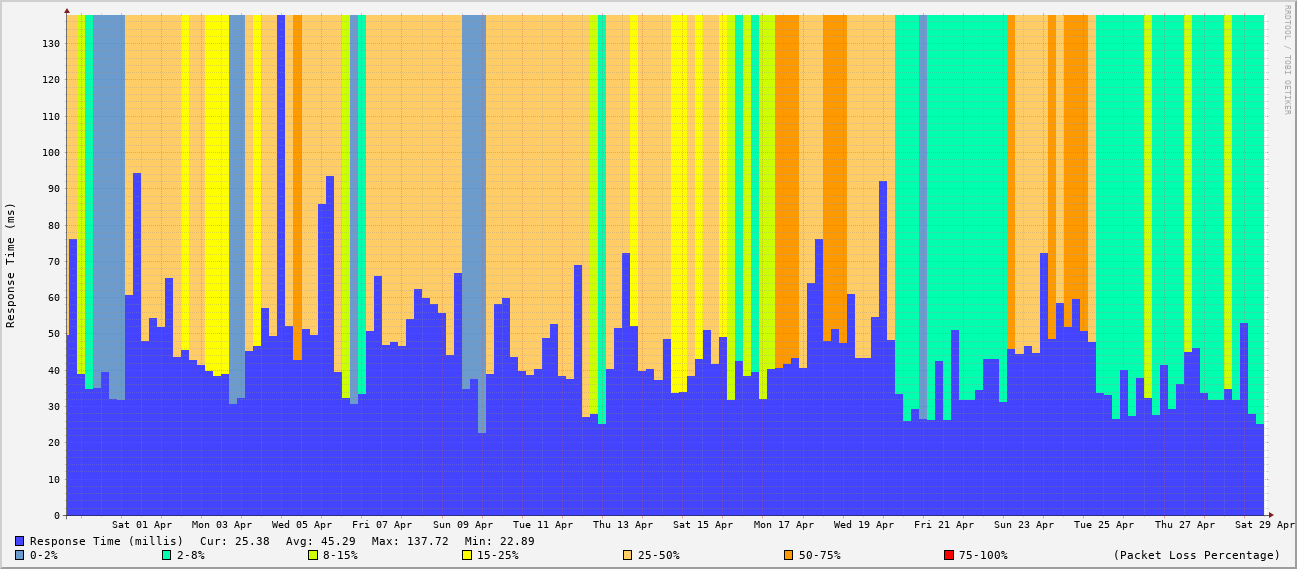 RRDTOOL / TOBI OETIKER
Response Time (ms)
130
120
110
100
90
80
70
60
50
40
30
20
10
0
Sat 01 Apr Mon 03 Apr Wed 05 Apr Fri 07 Apr Sun 09 Apr Tue 11 Apr Thu 13 Apr Sat 15 Apr Mon 17 Apr Wed 19 Apr Fri 21 Apr Sun 23 Apr Tue 25 Apr Thu 27 Apr Sat 29 Apr
Response Time (millis) Cur: 25.38 Avg: 45.29 Max: 137.72 Min: 22.89
0-2% 2-8% 8-15% 15-25% 25-50% 50-75% 75-100% (Packet Loss Percentage)